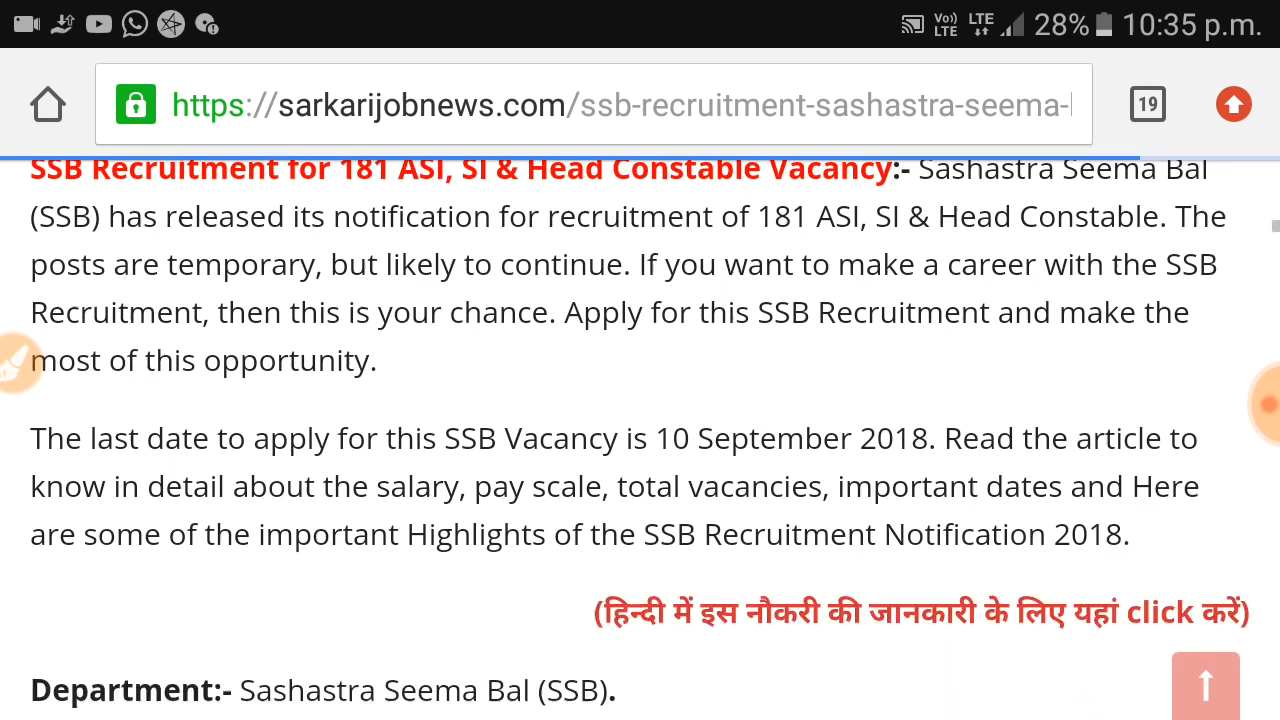 Vo)) LTE LTE 28% 10:35 p.m.
https://sarkarijobnews.com/ssb-recruitment-sashastra-seema- 19
SSB Recruitment for 181 ASI, SI & Head Constable Vacancy:- Sashastra Seema Bal
(SSB) has released its notification for recruitment of 181 ASI, SI & Head Constable. The
posts are temporary, but likely to continue. If you want to make a career with the SSB
Recruitment, then this is your chance. Apply for this SSB Recruitment and make the
most of this opportunity.
The last date to apply for this SSB Vacancy is 10 September 2018. Read the article to
know in detail about the salary, pay scale, total vacancies, important dates and Here
are some of the important Highlights of the SSB Recruitment Notification 2018.
(हिन्दी में इस नौकरी की जानकारी के लिए यहां click करें)
Department:- Sashastra Seema Bal (SSB).